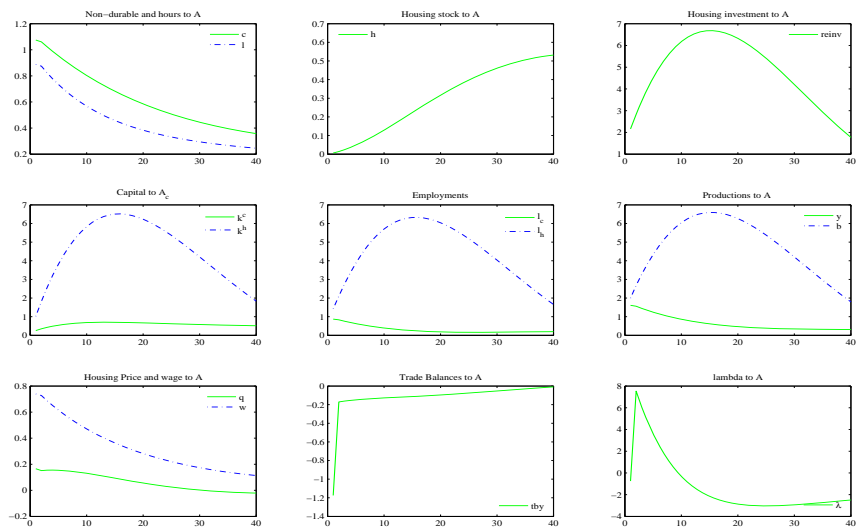 Non−durable and hours to A
1.2
1
0.8
0.6
0.4
0.2
0 10 20 30 40
c
l
Housing stock to A
0.7
0.6
0.5
0.4
0.3
0.2
0.1
0
0 10 20 30 40
h
Housing investment to A
7
6
5
4
3
2
1
0 10 20 30 40
reinv
Capital to A_c
7
6
5
4
3
2
1
0
0 10 20 30 40
k^c
k^h
Employments
7
6
5
4
3
2
1
0
0 10 20 30 40
l_c
l_h
Productions to A
7
6
5
4
3
2
1
0
0 10 20 30 40
y
b
Housing Price and wage to A
0.8
0.6
0.4
0.2
0
−0.2
0 10 20 30 40
q
w
Trade Balances to A
0
−0.2
−0.4
−0.6
−0.8
−1
−1.2
−1.4
0 10 20 30 40
tby
lambda to A
8
6
4
2
0
−2
−4
0 10 20 30 40
λ